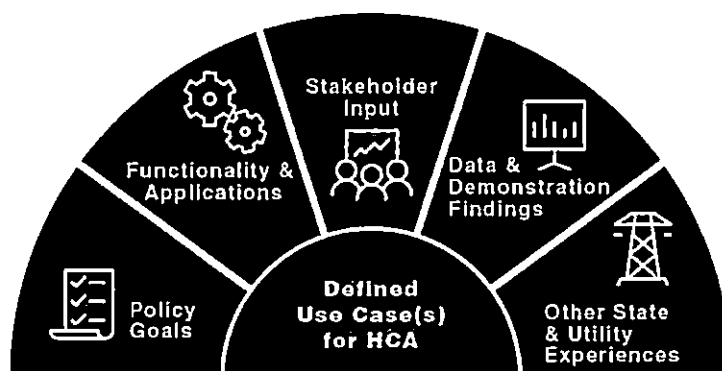 Policy
Goals
Functionality &
Applications
Stakeholder
Input
Data &
Demonstration
Findings
Other State
& Utility
Experiences
Defined
Use Case(s)
for HCA